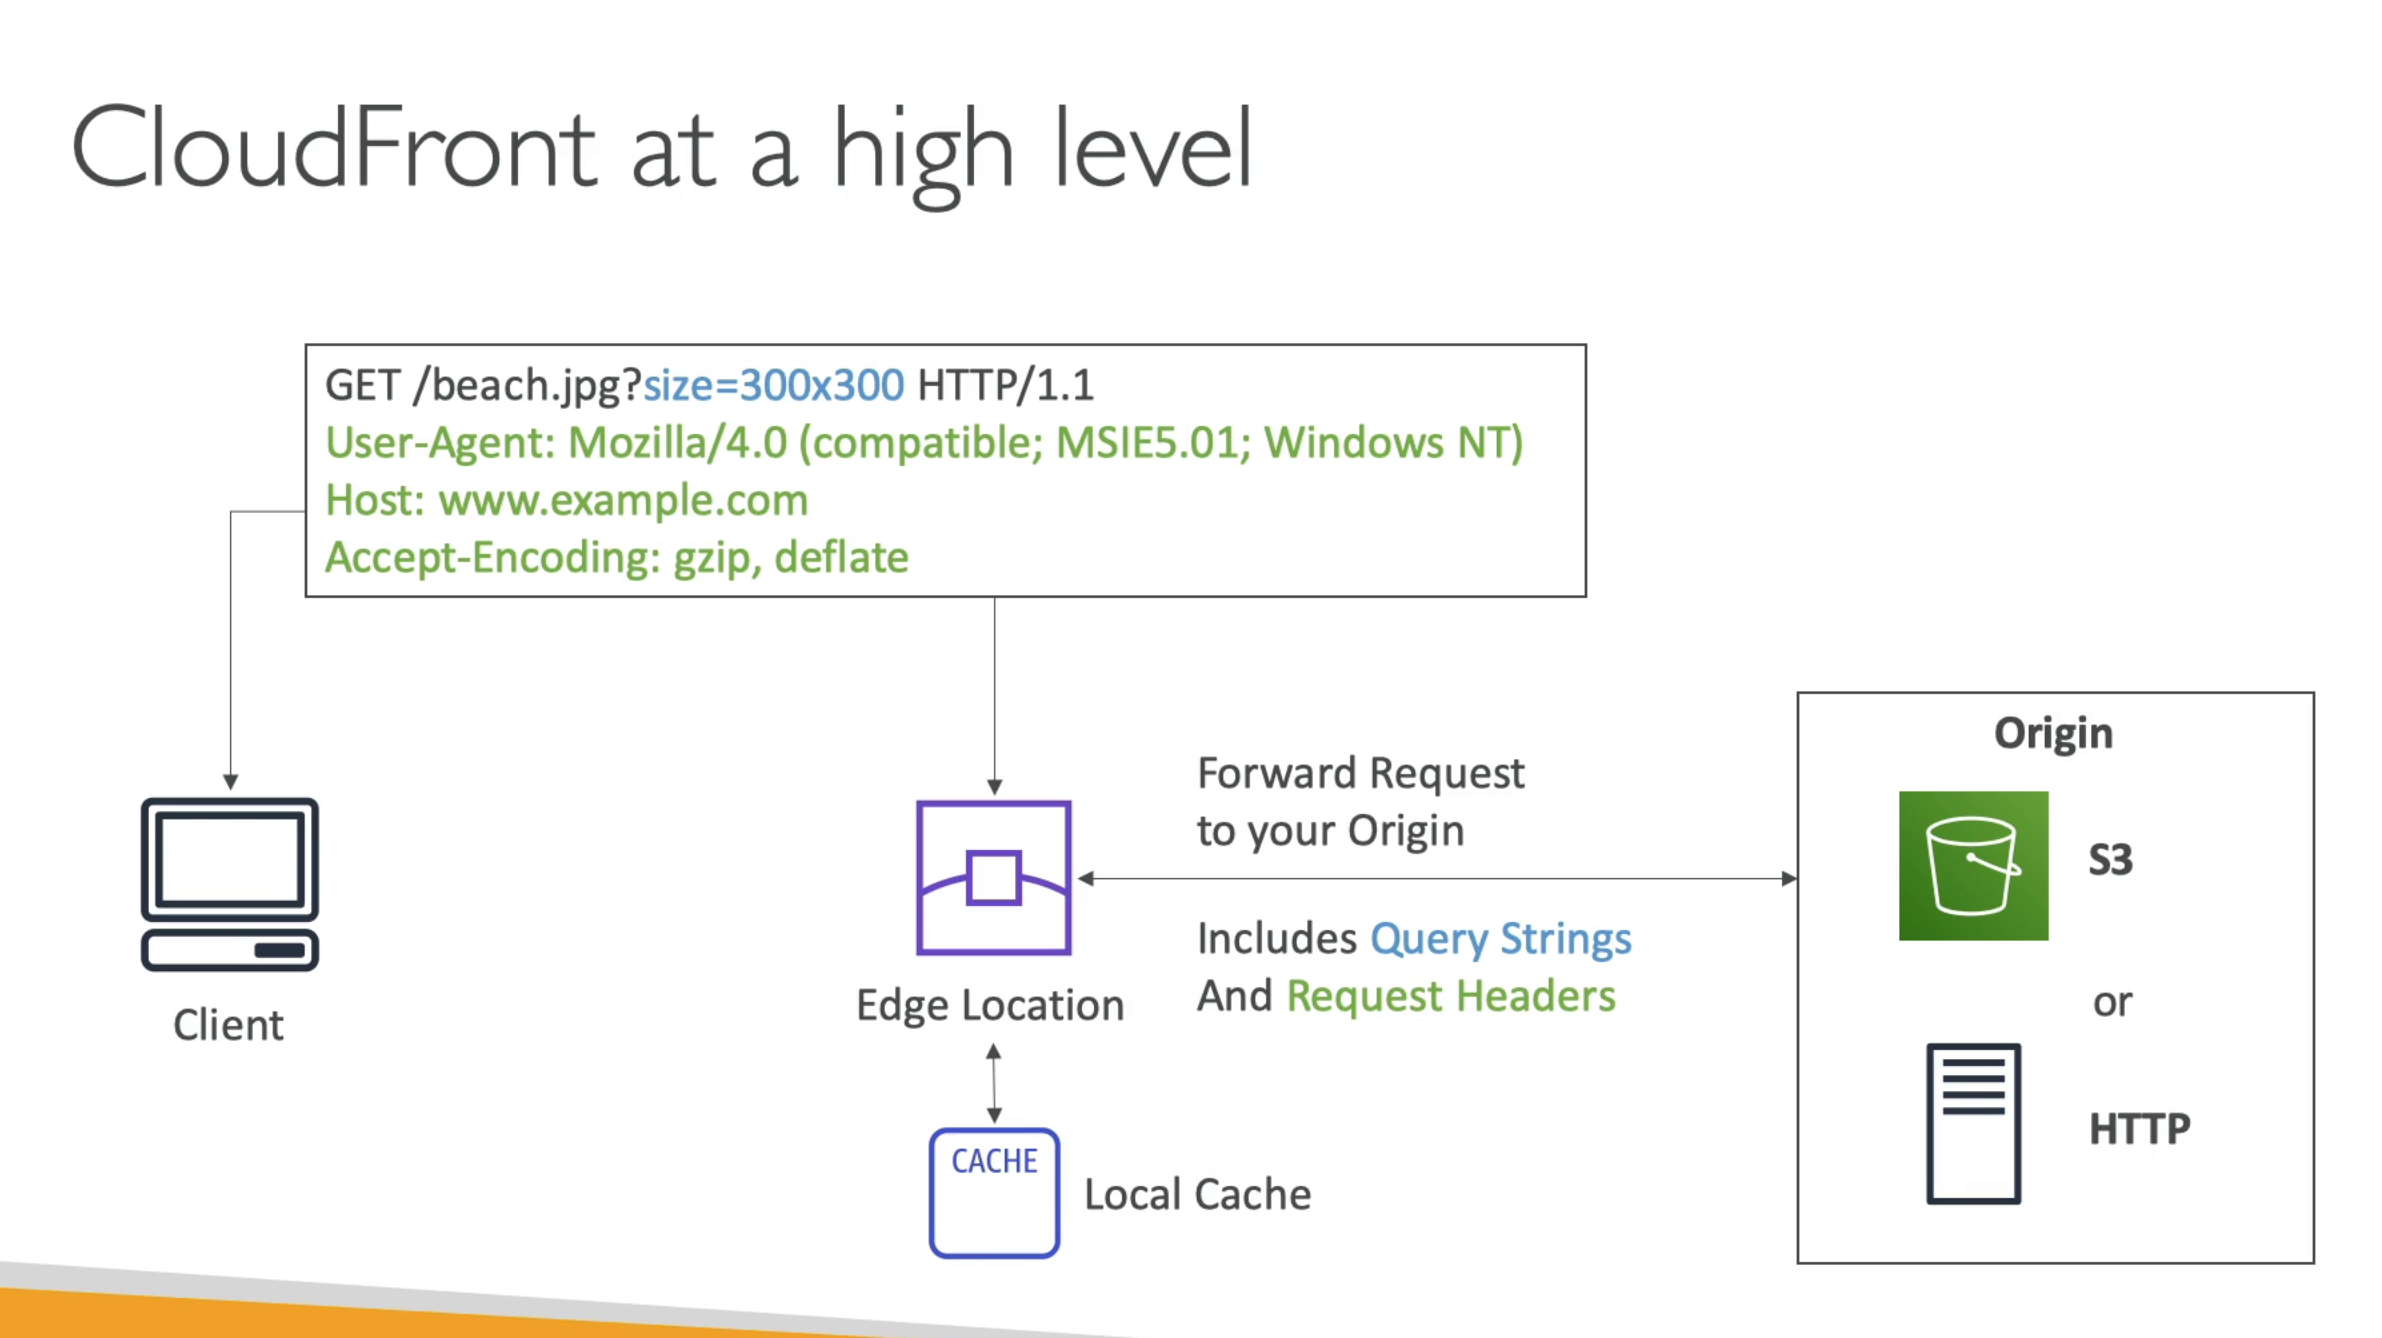 CloudFront at a high level
GET /beach.jpg?size=300x300 HTTP/1.1
User-Agent: Mozilla/4.0 (compatible; MSIE5.01; Windows NT)
Host: www.example.com
Accept-Encoding: gzip, deflate
Client
Edge Location
CACHE
Local Cache
Forward Request
to your Origin
Includes Query Strings
And Request Headers
Origin
S3
or
HTTP